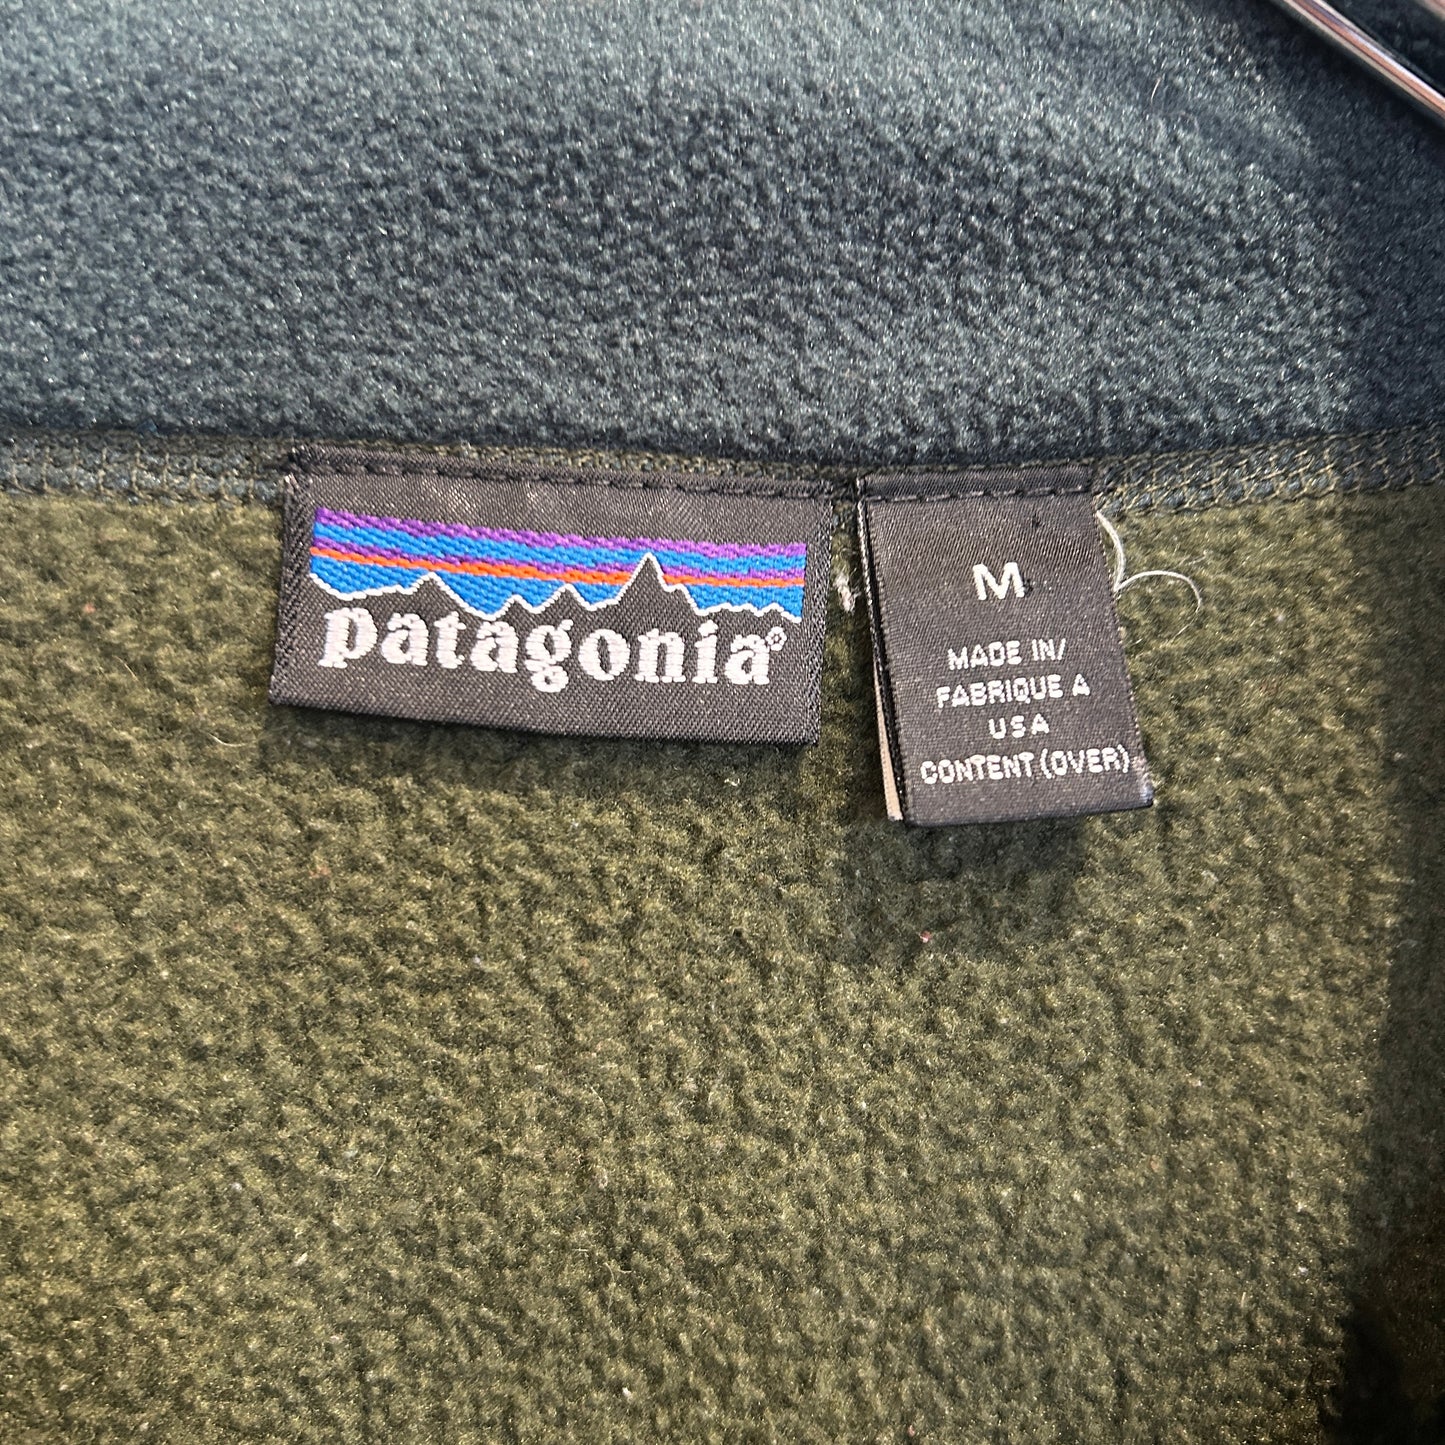 patagonia®
M
MADE IN/
FABRIQUE A
USA
CONTENT (OVER)